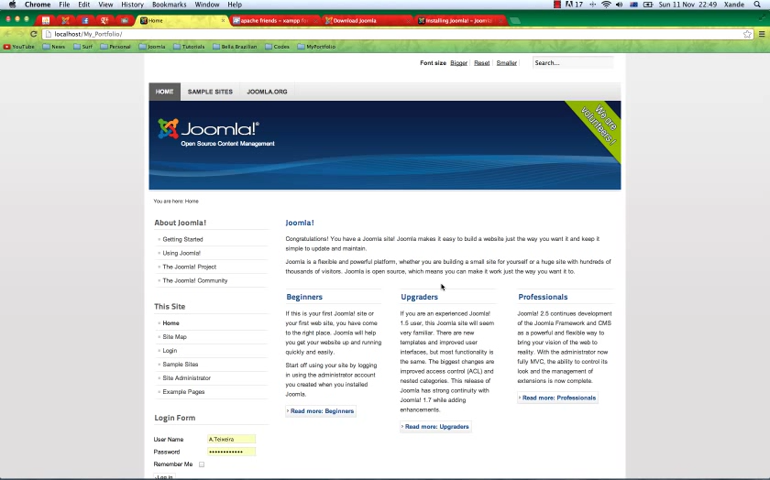 Chrome File Edit View History Bookmarks Window Help 17 Sun 11 Nov 22:49 Xande
Home apache friends - xampp fo Download Joomla Installing Joomla! - Joom
localhost/My_Portfolio/
YouTube News Surf Personal Joomla Tutorials Bella Brazilian Codes MyPortfolio
Font size Bigger Reset Smaller Search...
HOME SAMPLE SITES JOOMLA.ORG
We are Volunteers!
Joomla!®
Open Source Content Management
You are here: Home
About Joomla!
Getting Started
Using Joomla!
The Joomla! Project
The Joomla! Community
This Site
Home
Site Map
Login
Sample Sites
Site Administrator
Example Pages
Login Form
User Name A.Teixeira
Password ************
Remember Me
Log in
Joomla!
Congratulations! You have a Joomla site! Joomla makes it easy to build a website just the way you want it and keep it
simple to update and maintain.
Joomla is a flexible and powerful platform, whether you are building a small site for yourself or a huge site with hundreds of
thousands of visitors. Joomla is open source, which means you can make it work just the way you want it to.
Beginners
If this is your first Joomla! site or
your first web site, you have come
to the right place. Joomla will help
you get your website up and running
quickly and easily.
Start off using your site by logging
in using the administrator account
you created when you installed
Joomla.
Read more: Beginners
Upgraders
If you are an experienced Joomla!
1.5 user, this Joomla site will seem
very familiar. There are new
templates and improved user
interfaces, but most functionality is
the same. The biggest changes are
improved access control (ACL) and
nested categories. This release of
Joomla has strong continuity with
Joomla! 1.7 while adding
enhancements.
Read more: Upgraders
Professionals
Joomla! 2.5 continues development
of the Joomla Framework and CMS
as a powerful and flexible way to
bring your vision of the web to
reality. With the administrator now
fully MVC, the ability to control its
look and the management of
extensions is now complete.
Read more: Professionals